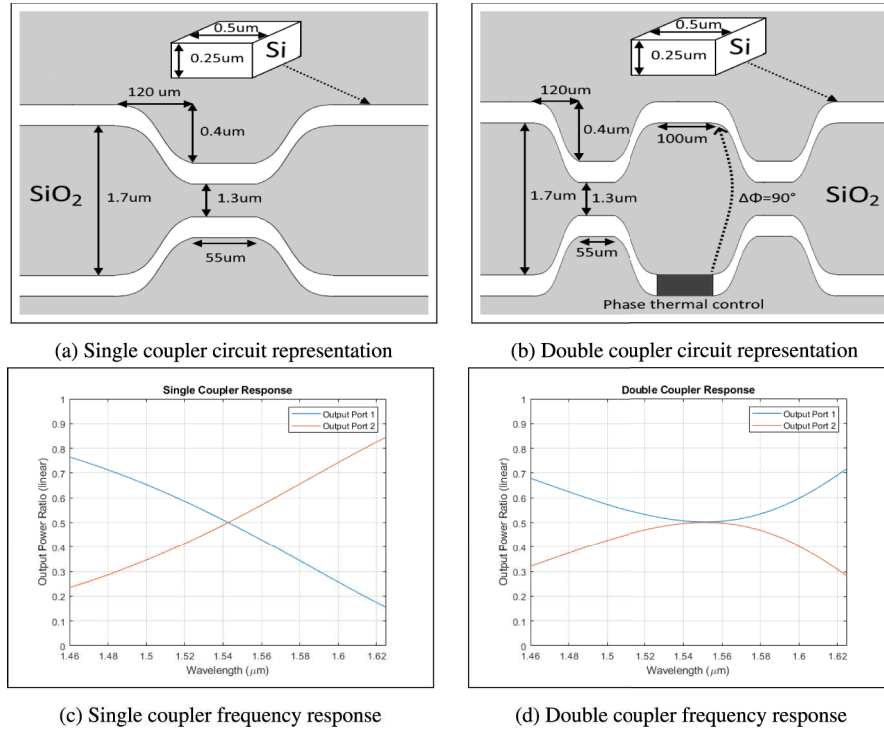 0.5um
0.25um
Si
120 um
0.4um
SiO2
1.7um
1.3um
55um
(a) Single coupler circuit representation
0.5um
0.25um
Si
120um
0.4um
100um
1.7um
1.3um
ΔΦ=90°
SiO2
55um
Phase thermal control
(b) Double coupler circuit representation
Single Coupler Response
Output Port 1
Output Port 2
Output Power Ratio (linear)
1
0.9
0.8
0.7
0.6
0.5
0.4
0.3
0.2
0.1
0
1.46
1.48
1.5
1.52
1.54
1.56
1.58
1.6
1.62
Wavelength (μm)
(c) Single coupler frequency response
Double Coupler Response
Output Port 1
Output Port 2
Output Power Ratio (linear)
1
0.9
0.8
0.7
0.6
0.5
0.4
0.3
0.2
0.1
0
1.46
1.48
1.5
1.52
1.54
1.56
1.58
1.6
1.62
Wavelength (μm)
(d) Double coupler frequency response